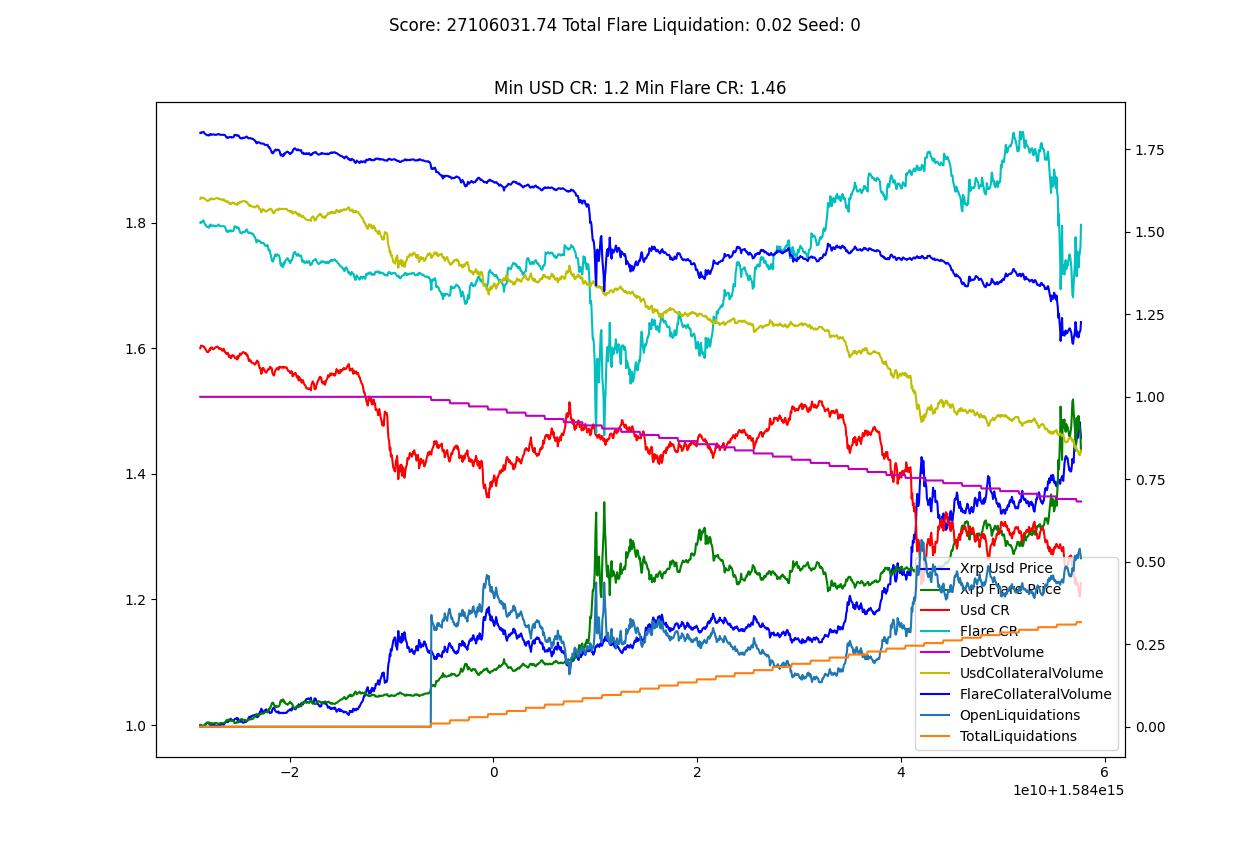 Score: 27106031.74 Total Flare Liquidation: 0.02 Seed: 0
Min USD CR: 1.2 Min Flare CR: 1.46
1.8
1.6
1.4
1.2
1.0
1.75
1.50
1.25
1.00
0.75
0.50
0.25
0.00
Xrp Usd Price
Xrp Flare Price
Usd CR
Flare CR
DebtVolume
UsdCollateralVolume
FlareCollateralVolume
OpenLiquidations
TotalLiquidations
−2 0 2 4 6
1e10+1.584e15